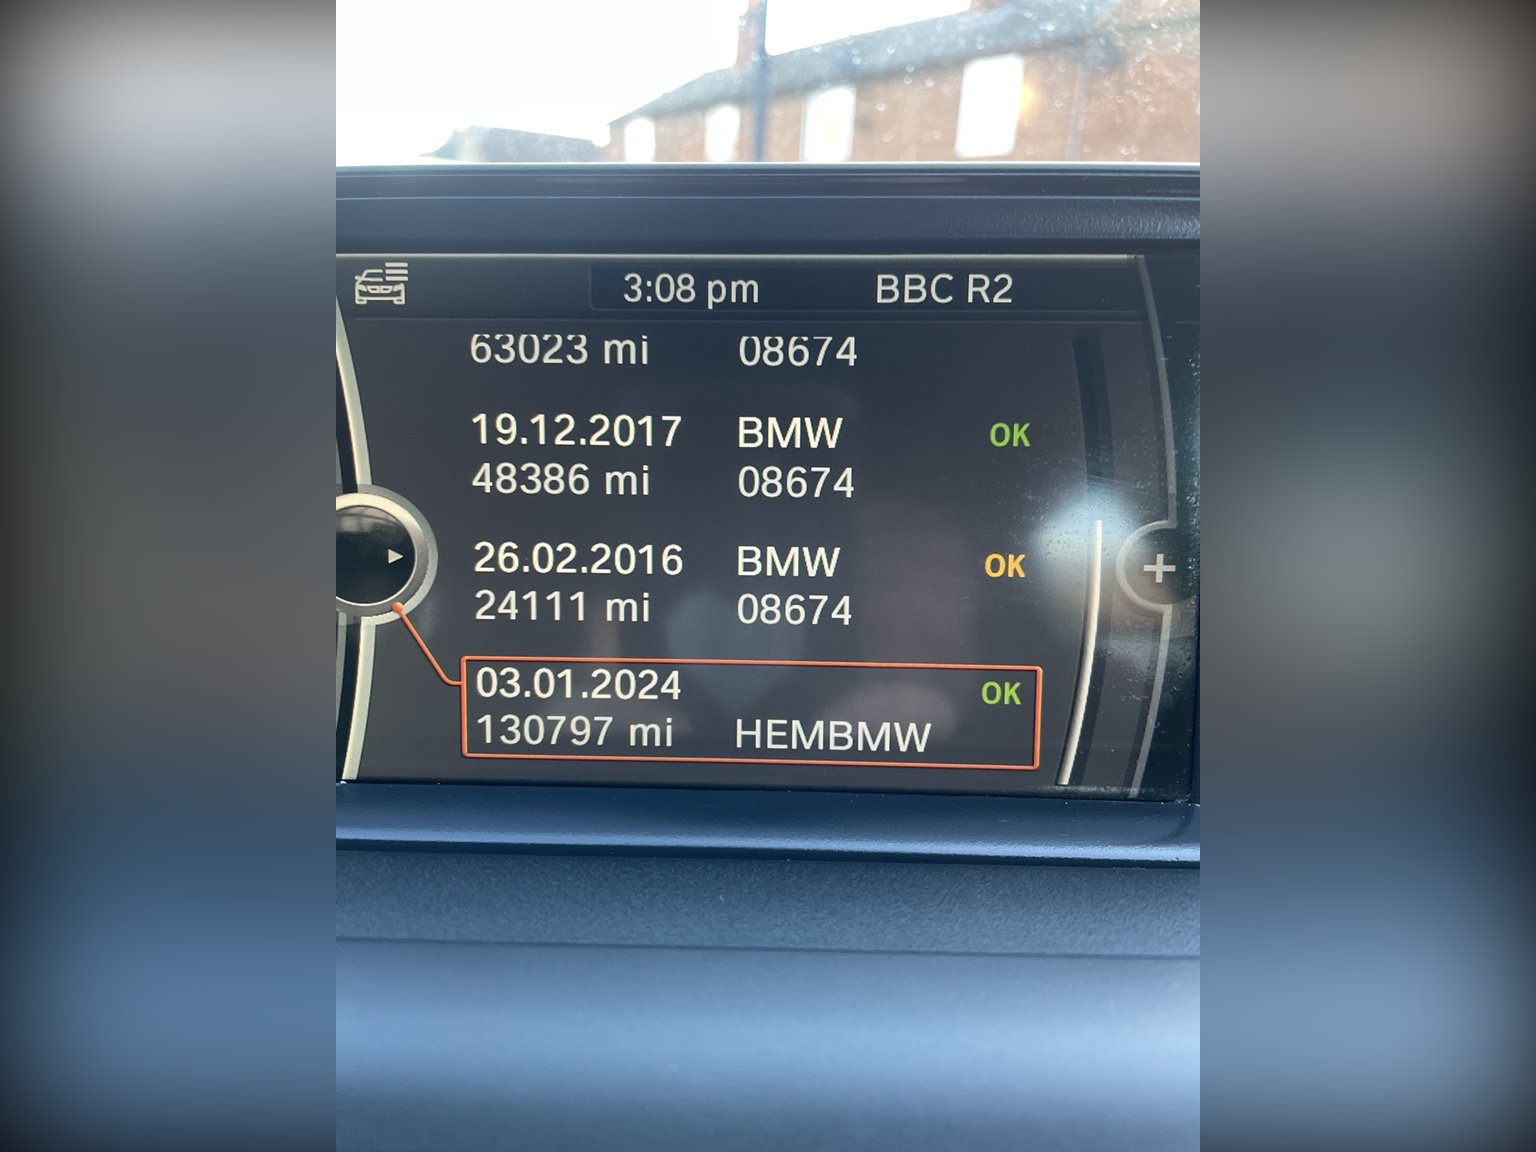 3:08 pm BBC R2
63023 mi 08674
19.12.2017 BMW OK
48386 mi 08674
26.02.2016 BMW OK
24111 mi 08674
03.01.2024 OK
130797 mi HEMBMW